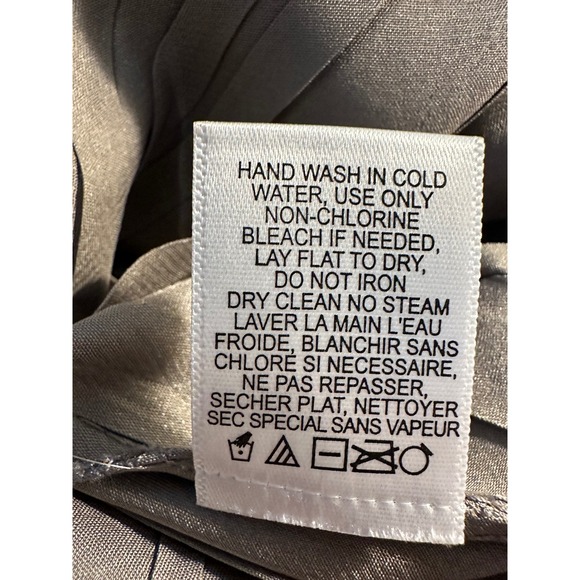 HAND WASH IN COLD
WATER, USE ONLY
NON-CHLORINE
BLEACH IF NEEDED,
LAY FLAT TO DRY,
DO NOT IRON
DRY CLEAN NO STEAM
LAVER LA MAIN L'EAU
FROIDE, BLANCHIR SANS
CHLORE SI NECESSAIRE,
NE PAS REPASSER,
SECHER PLAT, NETTOYER
SEC SPECIAL SANS VAPEUR